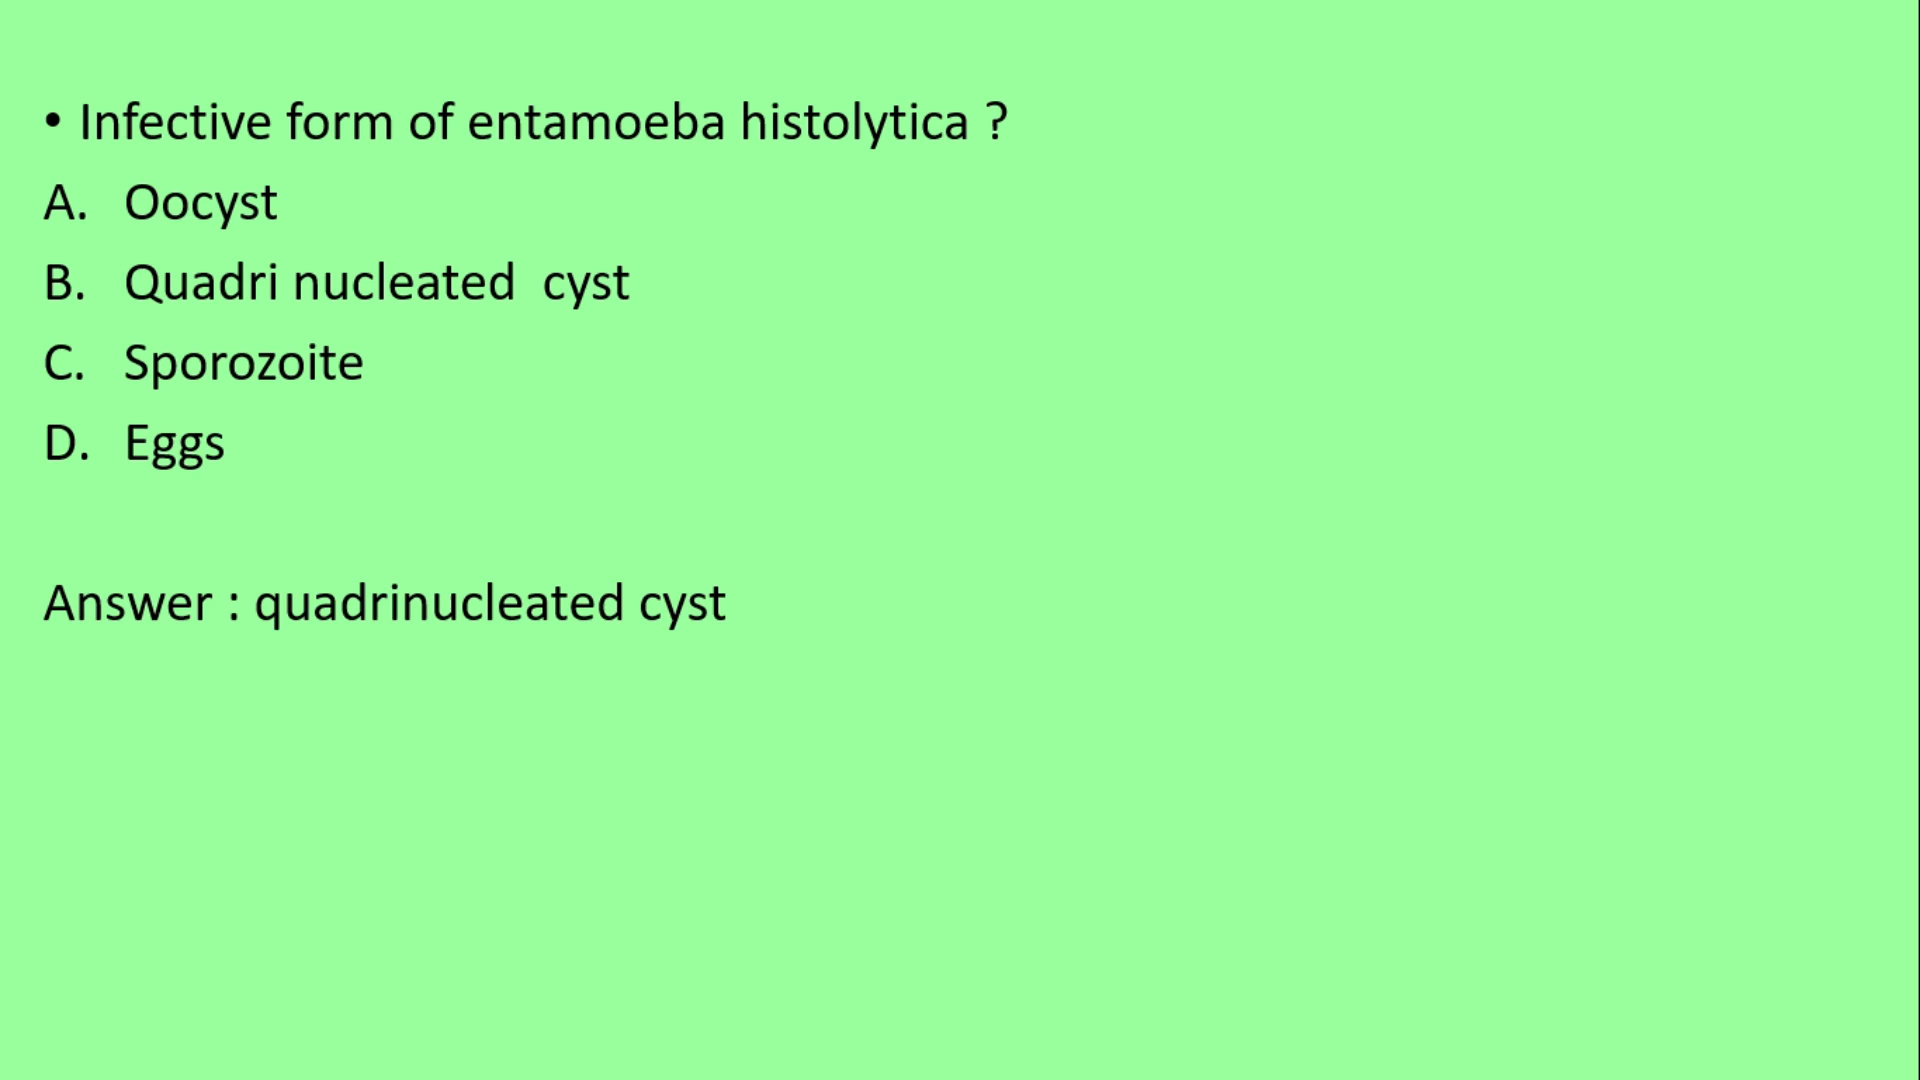 • Infective form of entamoeba histolytica ?
A. Oocyst
B. Quadri nucleated  cyst
C. Sporozoite
D. Eggs
Answer : quadrinucleated cyst